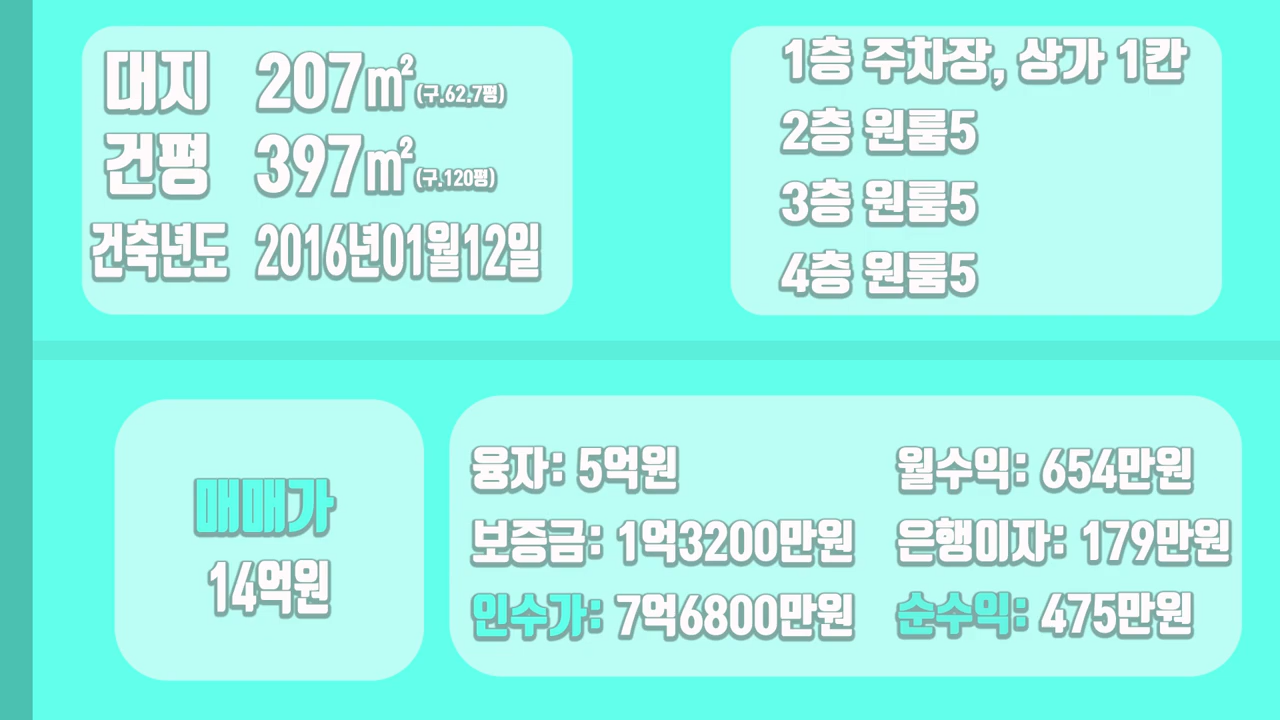 대지 207㎡(구.62.7평)
건평 397㎡(구.120평)
건축년도 2016년01월12일
1층 주차장, 상가 1칸
2층 원룸5
3층 원룸5
4층 원룸5
매매가
14억원
융자: 5억원
보증금: 1억3200만원
인수가: 7억6800만원
월수익: 654만원
은행이자: 179만원
순수익: 475만원